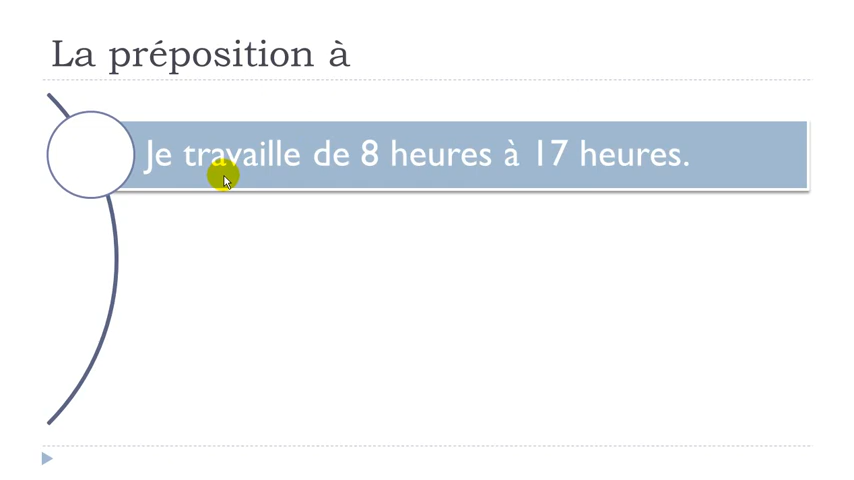 La préposition à
Je travaille de 8 heures à 17 heures.